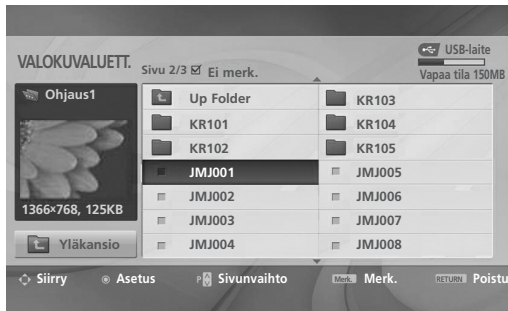 VALOKUVALUETT.
Sivu 2/3 Ei merk.
USB-laite
Vapaa tila 150MB
Ohjaus1
1366×768, 125KB
Yläkansio
Up Folder
KR101
KR102
JMJ001
JMJ002
JMJ003
JMJ004
KR103
KR104
KR105
JMJ005
JMJ006
JMJ007
JMJ008
Siirry
Asetus
P Sivunvaihto
Merk. Merk.
RETURN Poistu